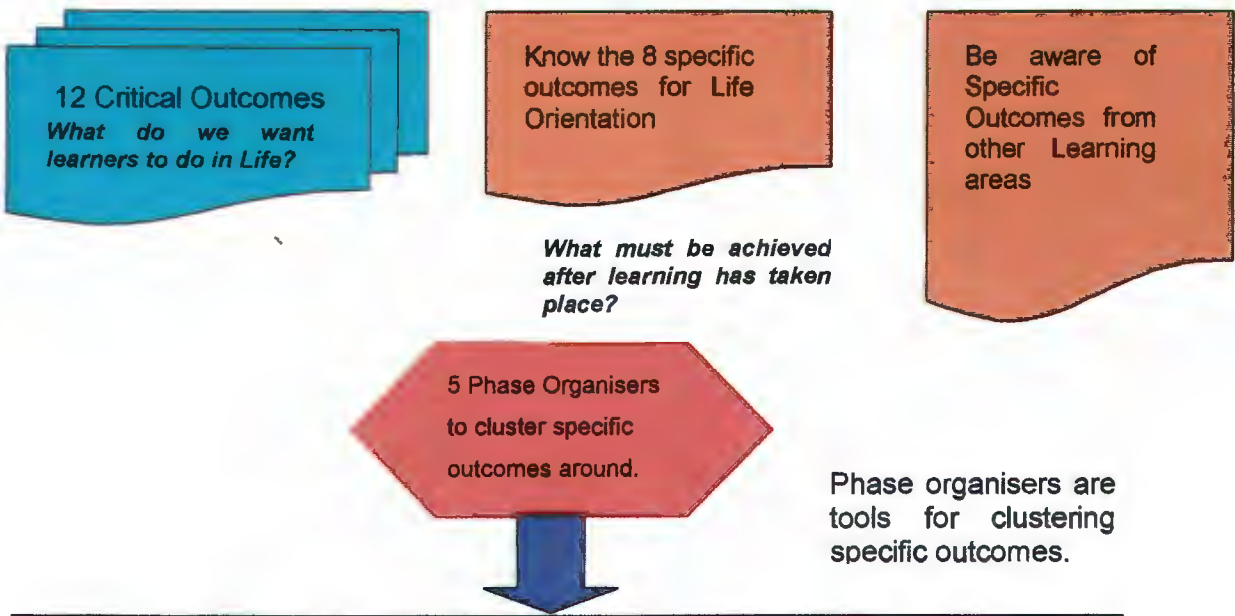 12 Critical Outcomes
What do we want
learners to do in Life?
Know the 8 specific
outcomes for Life
Orientation
Be aware of
Specific
Outcomes from
other Learning
areas
What must be achieved
after learning has taken
place?
5 Phase Organisers
to cluster specific
outcomes around.
Phase organisers are
tools for clustering
specific outcomes.